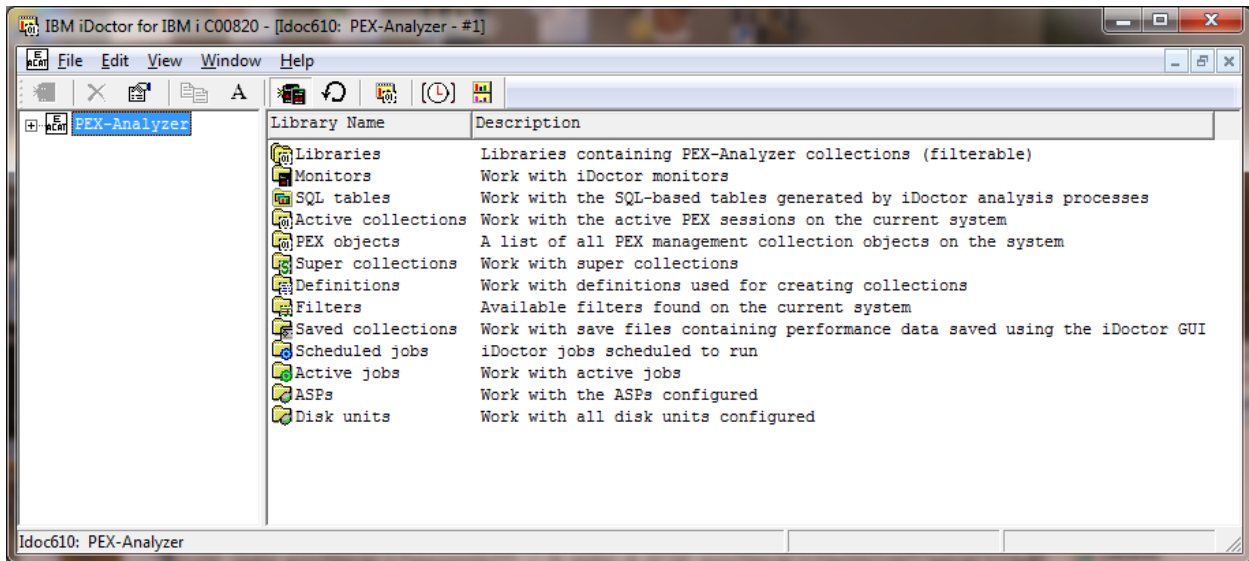 IBM iDoctor for IBM i C00820 - [Idoc610: PEX-Analyzer - #1]
File Edit View Window Help
A
PEX-Analyzer
Library Name Description
Libraries Libraries containing PEX-Analyzer collections (filterable)
Monitors Work with iDoctor monitors
SQL tables Work with the SQL-based tables generated by iDoctor analysis processes
Active collections Work with the active PEX sessions on the current system
PEX objects A list of all PEX management collection objects on the system
Super collections Work with super collections
Definitions Work with definitions used for creating collections
Filters Available filters found on the current system
Saved collections Work with save files containing performance data saved using the iDoctor GUI
Scheduled jobs iDoctor jobs scheduled to run
Active jobs Work with active jobs
ASPs Work with the ASPs configured
Disk units Work with all disk units configured
Idoc610: PEX-Analyzer